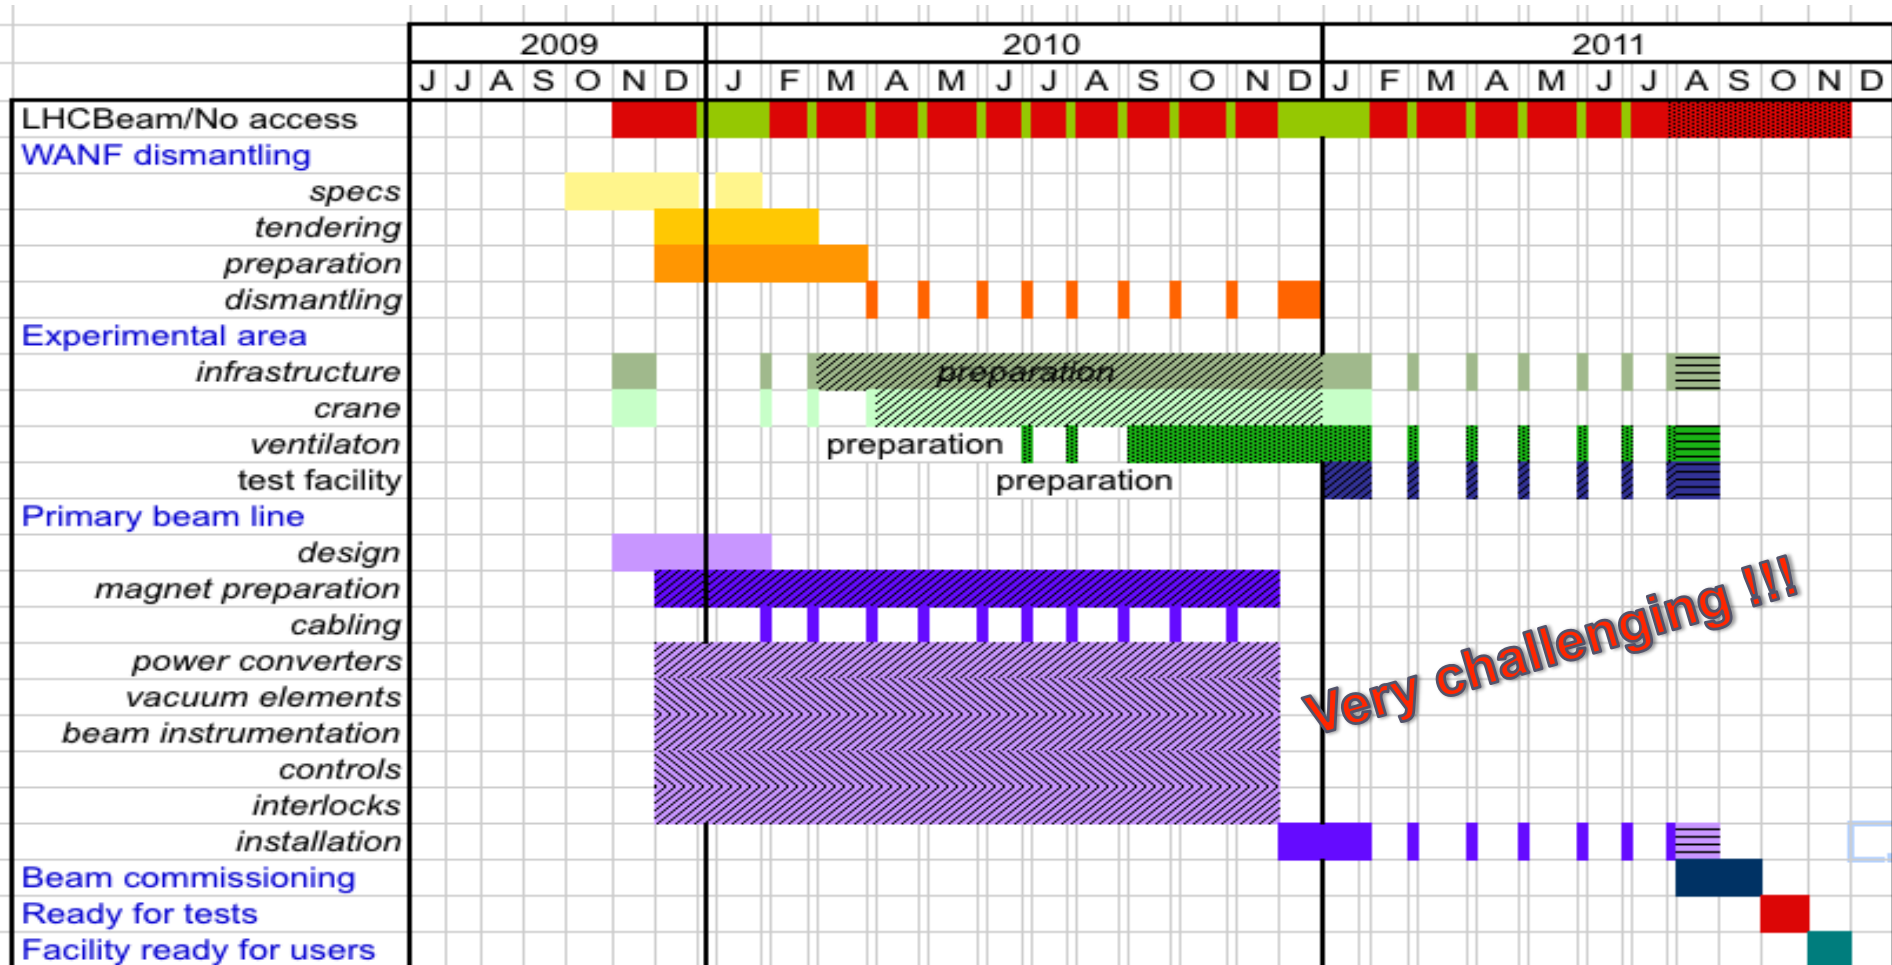 2009 2010 2011
J J A S O N D J F M A M J J A S O N D J F M A M J J A S O N D
LHCBeam/No access
WANF dismantling
specs
tendering
preparation
dismantling
Experimental area
infrastructure preparation
crane
ventilaton preparation
test facility preparation
Primary beam line
design
magnet preparation
cabling
power converters
vacuum elements
beam instrumentation
controls
interlocks
installation
Very challenging !!!
Beam commissioning
Ready for tests
Facility ready for users